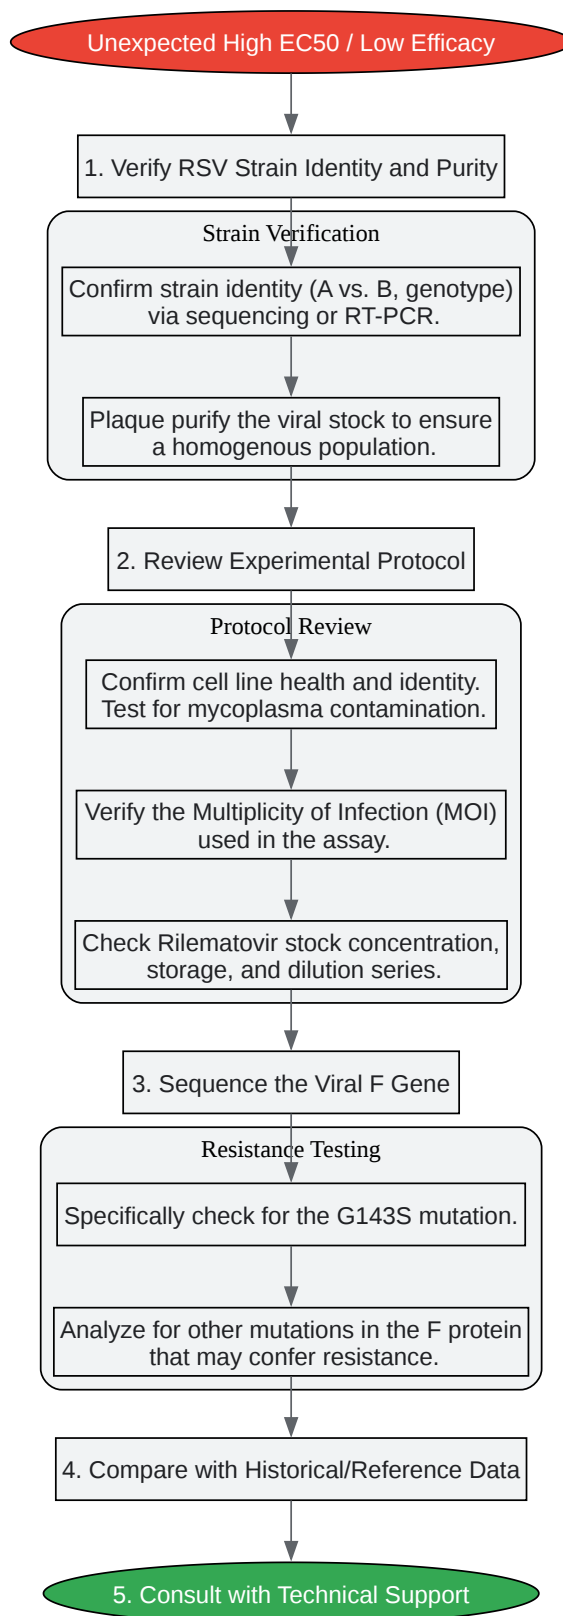 Unexpected High EC50 / Low Efficacy
1. Verify RSV Strain Identity and Purity
Strain Verification
Confirm strain identity (A vs. B, genotype)
via sequencing or RT-PCR.
Plaque purify the viral stock to ensure
a homogenous population.
2. Review Experimental Protocol
Protocol Review
Confirm cell line health and identity.
Test for mycoplasma contamination.
Verify the Multiplicity of Infection (MOI)
used in the assay.
Check Rilematovir stock concentration,
storage, and dilution series.
3. Sequence the Viral F Gene
Resistance Testing
Specifically check for the G143S mutation.
Analyze for other mutations in the F protein
that may confer resistance.
4. Compare with Historical/Reference Data
5. Consult with Technical Support